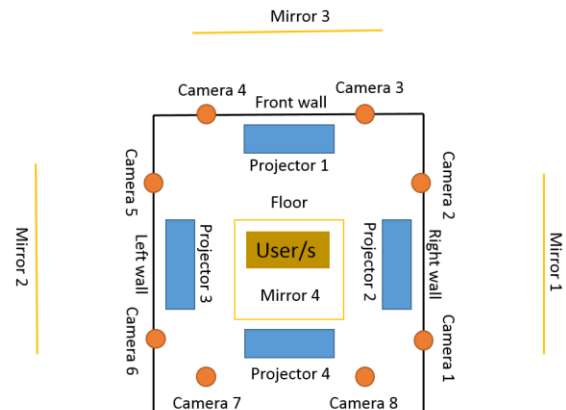 Mirror 3
Camera 4
Camera 3
Front wall
Projector 1
Camera 5
Camera 2
Floor
Mirror 2
Left wall
Projector 3
User/s
Projector 2
Right wall
Mirror 1
Mirror 4
Camera 6
Camera 1
Projector 4
Camera 7
Camera 8